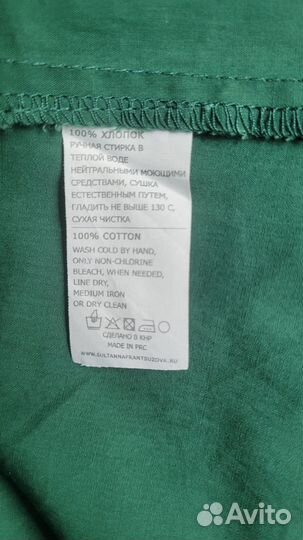 100% ХЛОПОК
РУЧНАЯ СТИРКА В
ТЕПЛОЙ ВОДЕ
НЕЙТРАЛЬНЫМИ МОЮЩИМИ
СРЕДСТВАМИ, СУШКА
ЕСТЕСТВЕННЫМ ПУТЕМ,
ГЛАДИТЬ НЕ ВЫШЕ 130 С,
СУХАЯ ЧИСТКА
100% COTTON
WASH COLD BY HAND,
ONLY NON-CHLORINE
BLEACH, WHEN NEEDED,
LINE DRY,
MEDIUM IRON
OR DRY CLEAN
СДЕЛАНО В КНР
MADE IN PRC
WWW.SULTANNAFRANTSUZOVA.RU
Avito